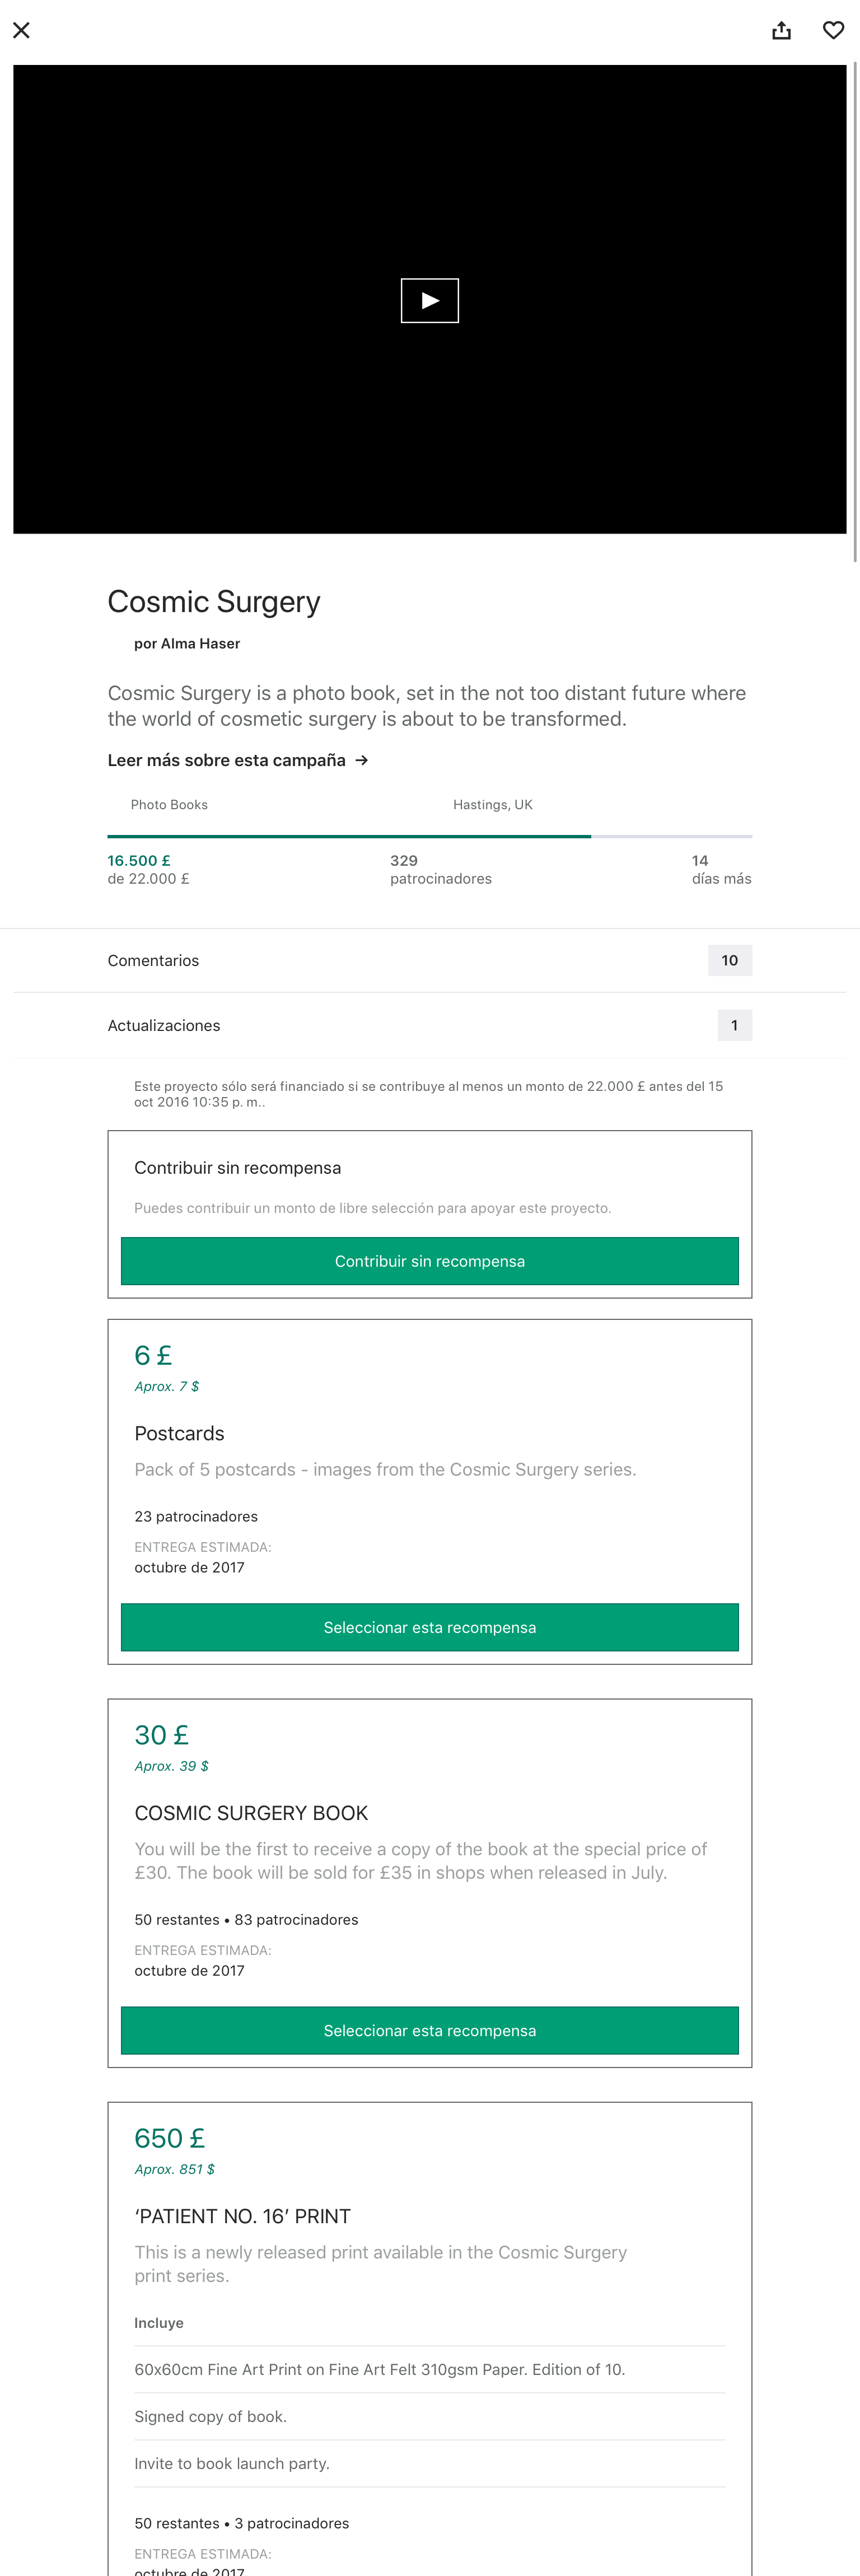 Cosmic Surgery
por Alma Haser
Cosmic Surgery is a photo book, set in the not too distant future where
the world of cosmetic surgery is about to be transformed.
Leer más sobre esta campaña →
Photo Books
Hastings, UK
16.500 £
de 22.000 £
329
patrocinadores
14
días más
Comentarios
10
Actualizaciones
1
Este proyecto sólo será financiado si se contribuye al menos un monto de 22.000 £ antes del 15
oct 2016 10:35 p. m..
Contribuir sin recompensa
Puedes contribuir un monto de libre selección para apoyar este proyecto.
Contribuir sin recompensa
6 £
Aprox. 7 $
Postcards
Pack of 5 postcards - images from the Cosmic Surgery series.
23 patrocinadores
ENTREGA ESTIMADA:
octubre de 2017
Seleccionar esta recompensa
30 £
Aprox. 39 $
COSMIC SURGERY BOOK
You will be the first to receive a copy of the book at the special price of
£30. The book will be sold for £35 in shops when released in July.
50 restantes • 83 patrocinadores
ENTREGA ESTIMADA:
octubre de 2017
Seleccionar esta recompensa
650 £
Aprox. 851 $
‘PATIENT NO. 16’ PRINT
This is a newly released print available in the Cosmic Surgery
print series.
Incluye
60x60cm Fine Art Print on Fine Art Felt 310gsm Paper. Edition of 10.
Signed copy of book.
Invite to book launch party.
50 restantes • 3 patrocinadores
ENTREGA ESTIMADA:
octubre de 2017